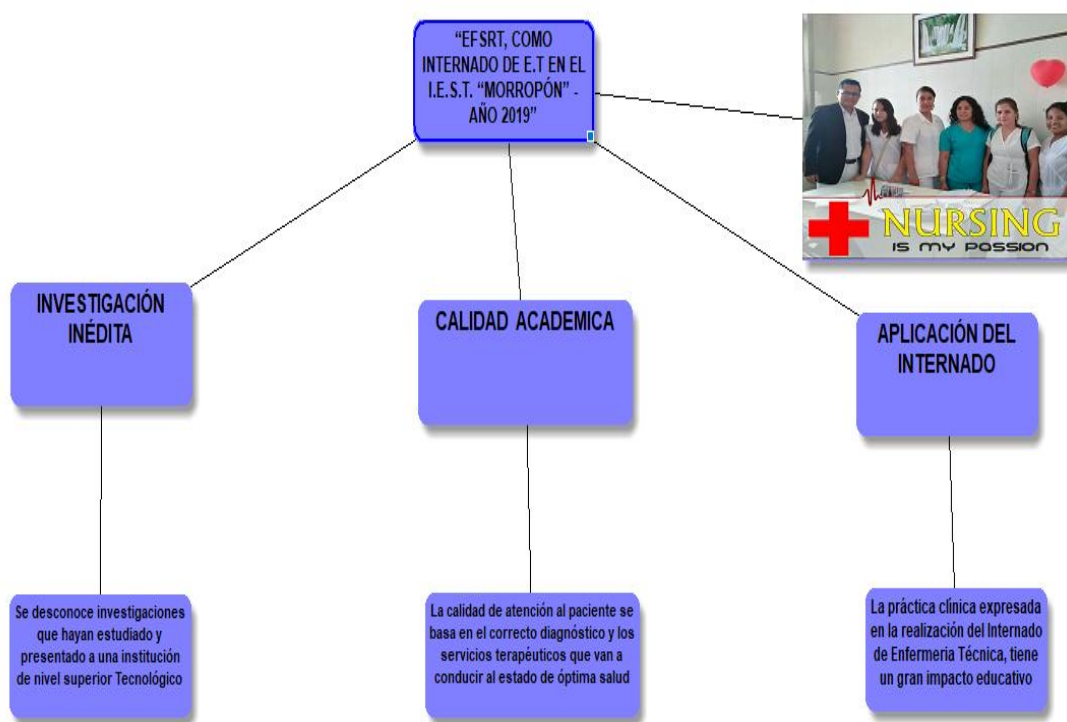 “EFSRT, COMO
INTERNADO DE E.T EN EL
I.E.S.T. “MORROPÓN” -
AÑO 2019”
NURSING
IS MY PASSION
INVESTIGACIÓN
INÉDITA
CALIDAD ACADEMICA
APLICACIÓN DEL
INTERNADO
Se desconoce investigaciones
que hayan estudiado y
presentado a una institución
de nivel superior Tecnológico
La calidad de atención al paciente se
basa en el correcto diagnóstico y los
servicios terapéuticos que van a
conducir al estado de óptima salud
La práctica clínica expresada
en la realización del Internado
de Enfermeria Técnica, tiene
un gran impacto educativo